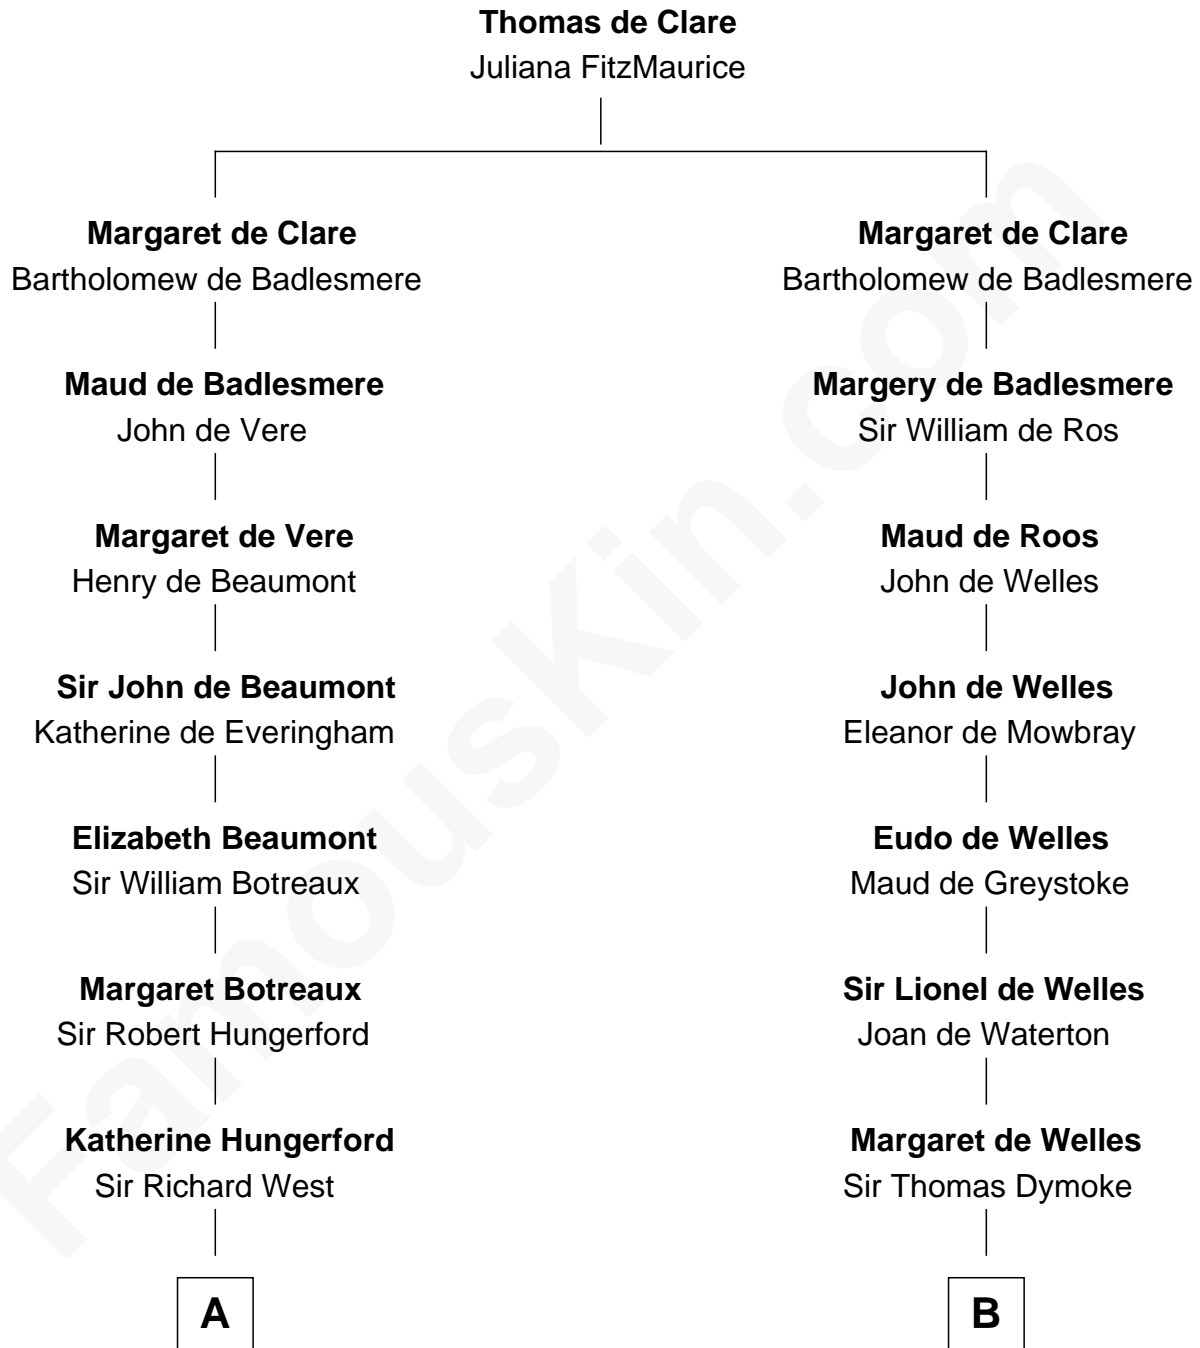 Thomas de Clare
Juliana FitzMaurice
Margaret de Clare
Bartholomew de Badlesmere
Maud de Badlesmere
John de Vere
Margaret de Vere
Henry de Beaumont
Sir John de Beaumont
Katherine de Everingham
Elizabeth Beaumont
Sir William Botreaux
Margaret Botreaux
Sir Robert Hungerford
Katherine Hungerford
Sir Richard West
A
Margaret de Clare
Bartholomew de Badlesmere
Margery de Badlesmere
Sir William de Ros
Maud de Roos
John de Welles
John de Welles
Eleanor de Mowbray
Eudo de Welles
Maud de Greystoke
Sir Lionel de Welles
Joan de Waterton
Margaret de Welles
Sir Thomas Dymoke
B
FamousKin.com